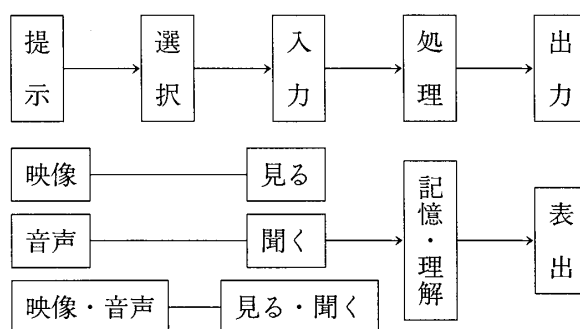 提示
選択
入力
処理
出力
映像
見る
音声
聞く
記憶・理解
表出
映像・音声
見る・聞く